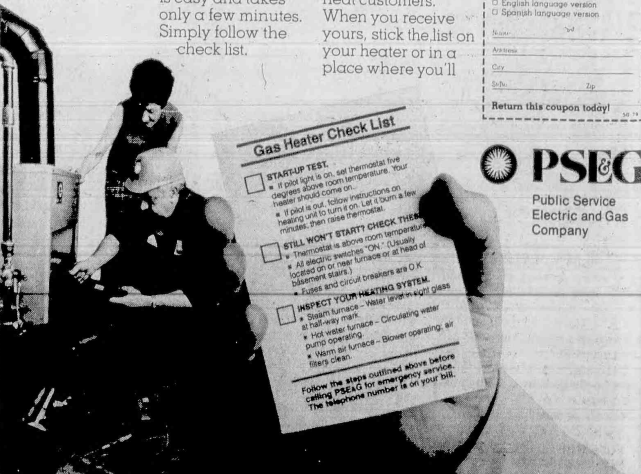 is easy and takes
only a few minutes.
Simply follow the
check list.
heat customers.
When you receive
yours, stick the list on
your heater or in a
place where you'll
English language version
Spanish language version
Name
Address
City
State Zip
Return this coupon today!
PSE&G
Public Service
Electric and Gas
Company
Gas Heater Check List
START-UP TEST.
■ If pilot light is on, set thermostat five
degrees above room temperature. Your
heater should come on.
■ If pilot is out, follow instructions on
heating unit to turn it on. Let it burn a few
minutes, then raise thermostat.
STILL WON'T START? CHECK THE
■ Thermostat is above room temperature
■ All electric switches "ON." (Usually
located on or near furnace or at head of
basement stairs.)
■ Fuses and circuit breakers are O.K.
INSPECT YOUR HEATING SYSTEM.
■ Steam furnace – Water level in sight glass
at half-way mark.
■ Hot water furnace – Circulating water
pump operating.
■ Warm air furnace – Blower operating; air
filters clean.
Follow the steps outlined above before
calling PSE&G for emergency service.
The telephone number is on your bill.